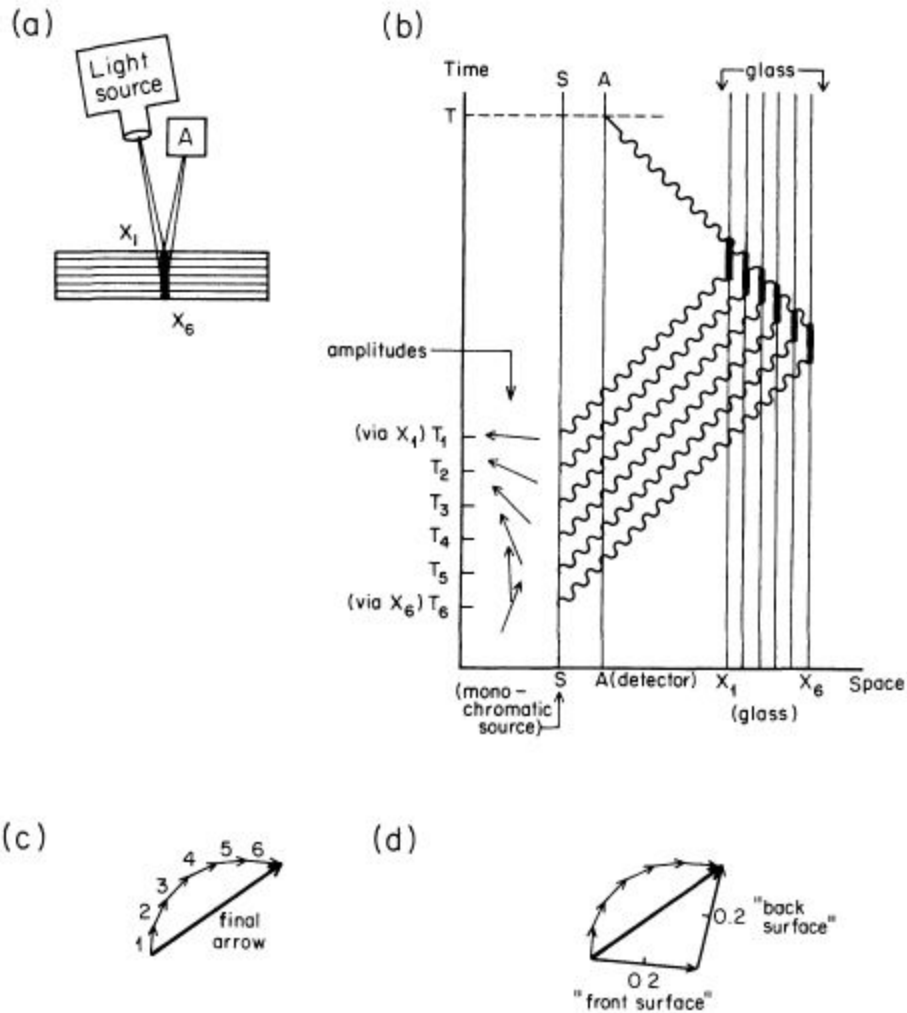 (a)
Light
source
A
X₁
X₆
(b)
Time
S A
glass
T
amplitudes
(via X₁) T₁
T₂
T₃
T₄
T₅
(via X₆) T₆
S A(detector) X₁ X₆ Space
(mono-
chromatic
source)
(glass)
(c)
1
2
3
4
5
6
final
arrow
(d)
0.2
"back
surface"
0 2
"front surface"